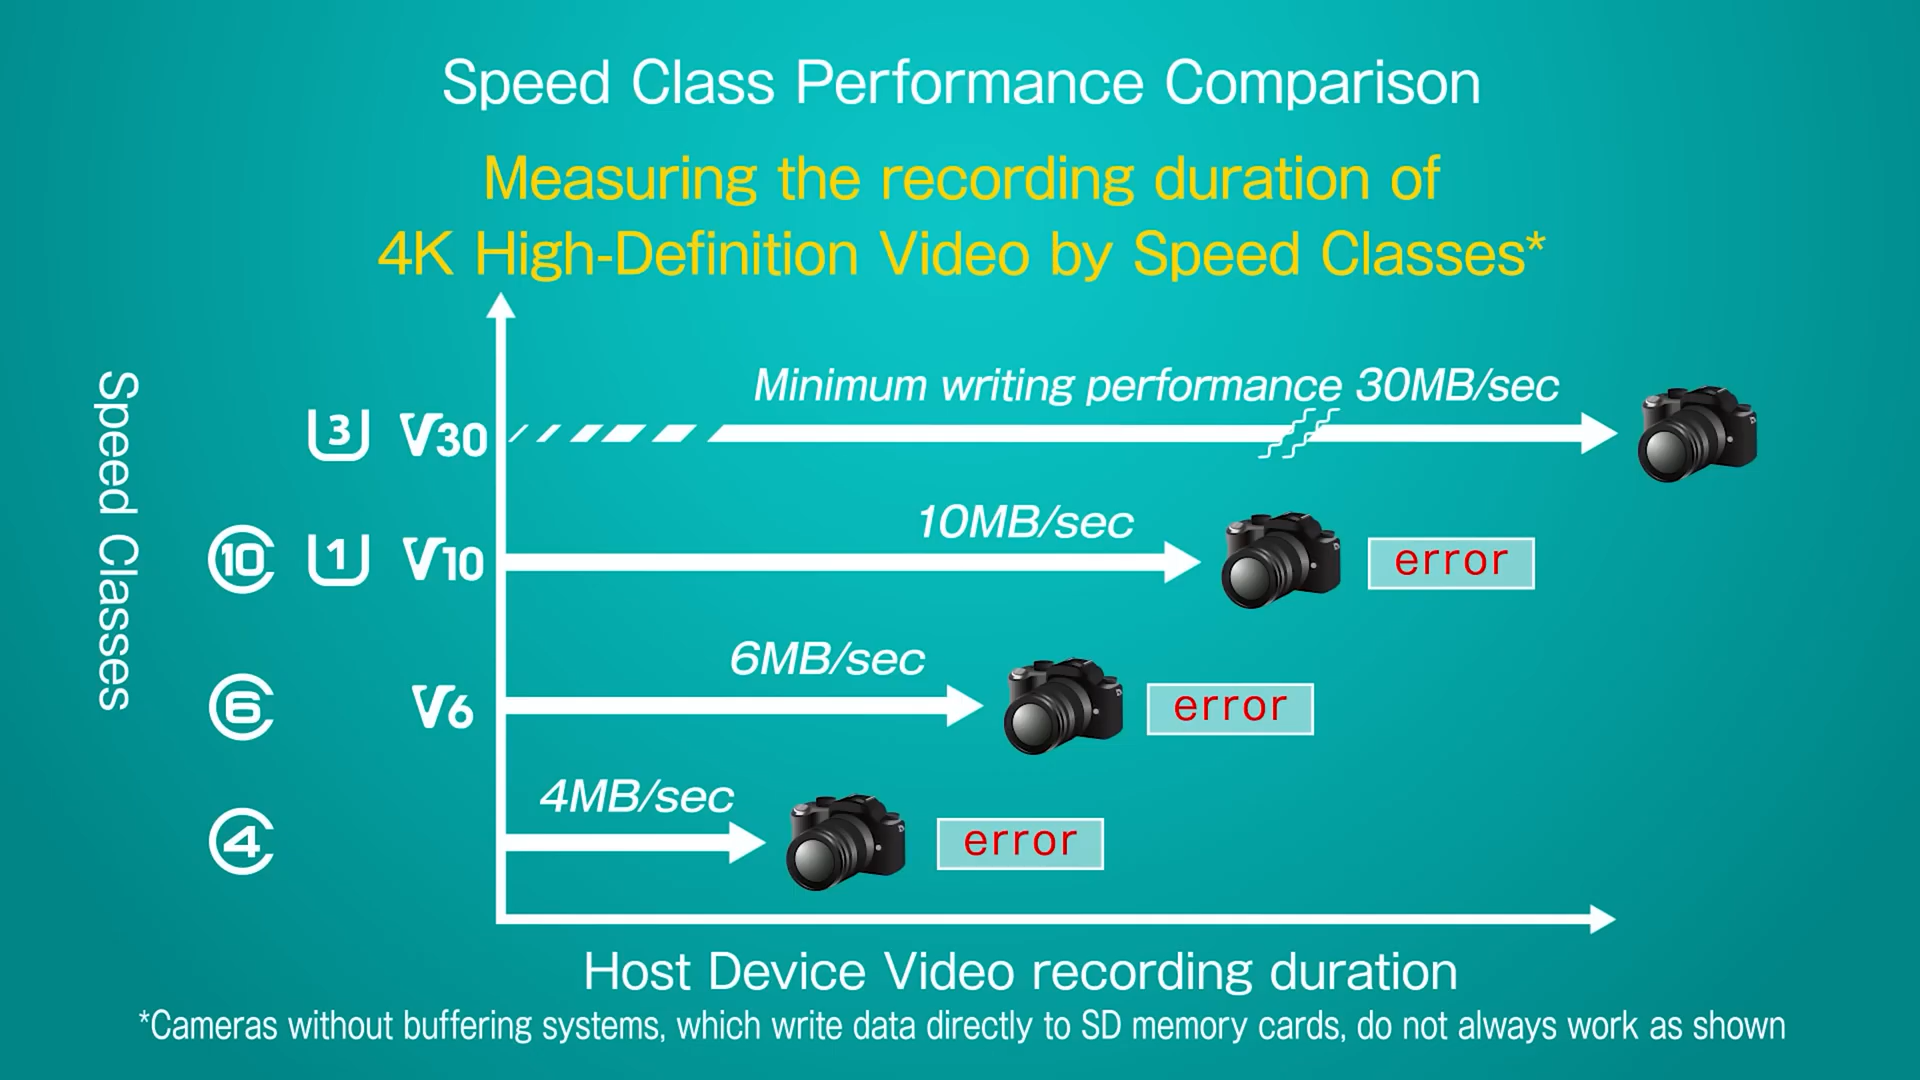 Speed Class Performance Comparison
Measuring the recording duration of
4K High-Definition Video by Speed Classes*
Speed Classes
Minimum writing performance 30MB/sec
3 V30
10MB/sec
10 1 V10 error
6MB/sec
6 V6 error
4MB/sec
4 error
Host Device Video recording duration
*Cameras without buffering systems, which write data directly to SD memory cards, do not always work as shown